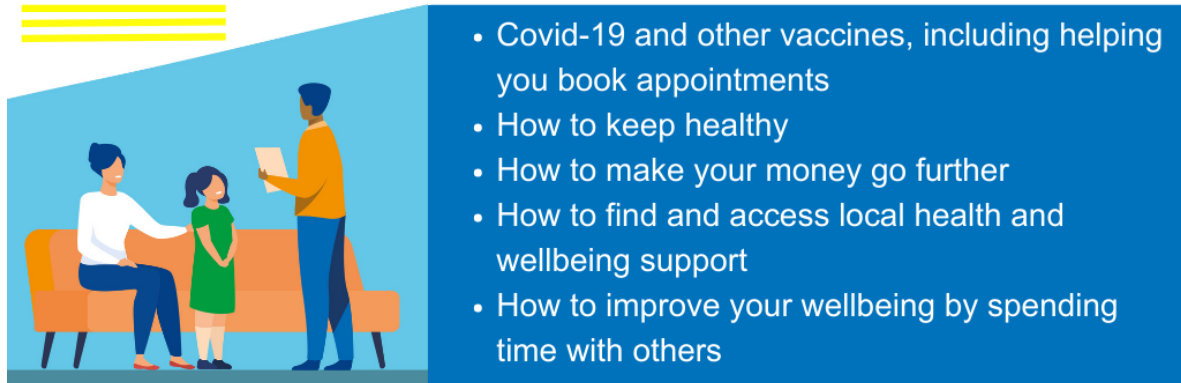 • Covid-19 and other vaccines, including helping
you book appointments
• How to keep healthy
• How to make your money go further
• How to find and access local health and
wellbeing support
• How to improve your wellbeing by spending
time with others